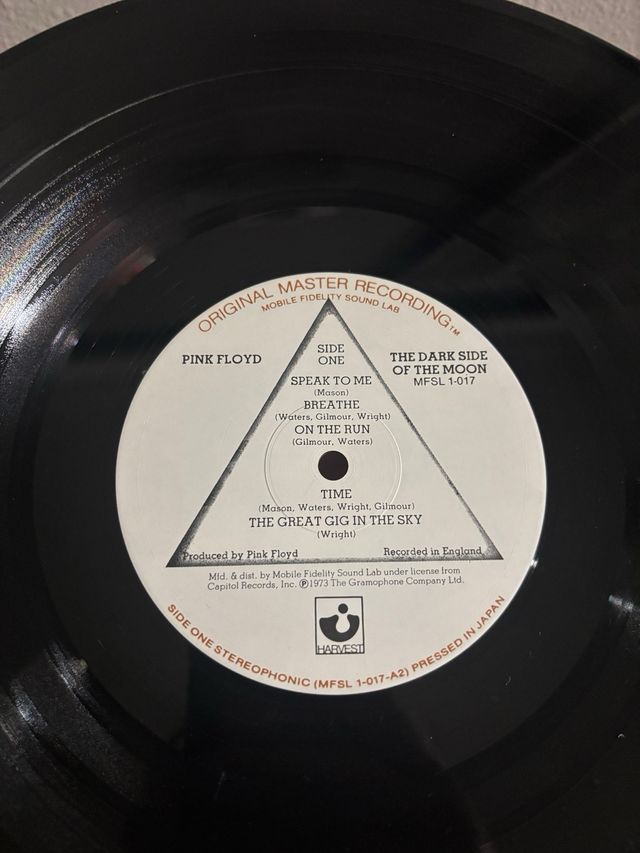 ORIGINAL MASTER RECORDING™
MOBILE FIDELITY SOUND LAB
PINK FLOYD
SIDE
ONE
THE DARK SIDE
OF THE MOON
MFSL 1-017
SPEAK TO ME
(Mason)
BREATHE
(Waters, Gilmour, Wright)
ON THE RUN
(Gilmour, Waters)
TIME
(Mason, Waters, Wright, Gilmour)
THE GREAT GIG IN THE SKY
(Wright)
Produced by Pink Floyd
Recorded in England
Mfd. & dist. by Mobile Fidelity Sound Lab under license from
Capitol Records, Inc. ℗1973 The Gramophone Company Ltd.
HARVEST
SIDE ONE STEREOPHONIC (MFSL 1-017-A2) PRESSED IN JAPAN